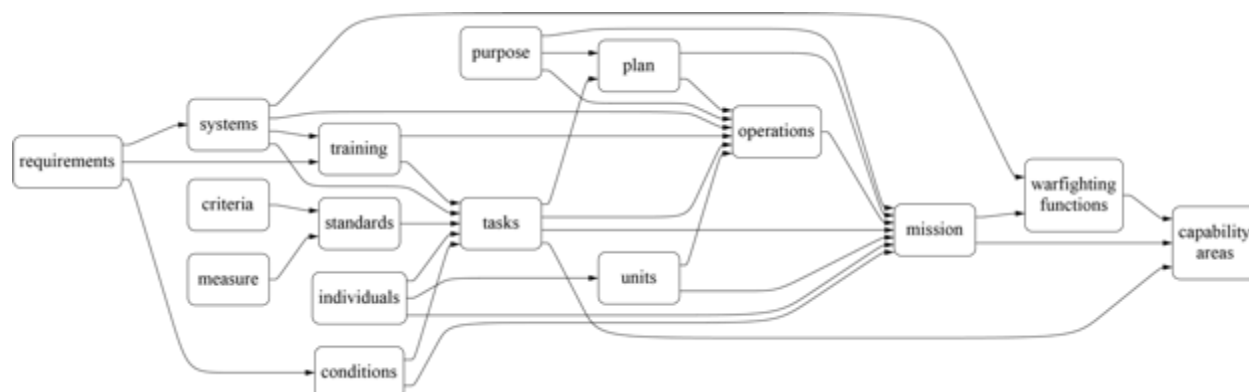 purpose
plan
systems
operations
requirements
training
warfighting
functions
criteria
standards
tasks
mission
capability
areas
measure
individuals
units
conditions